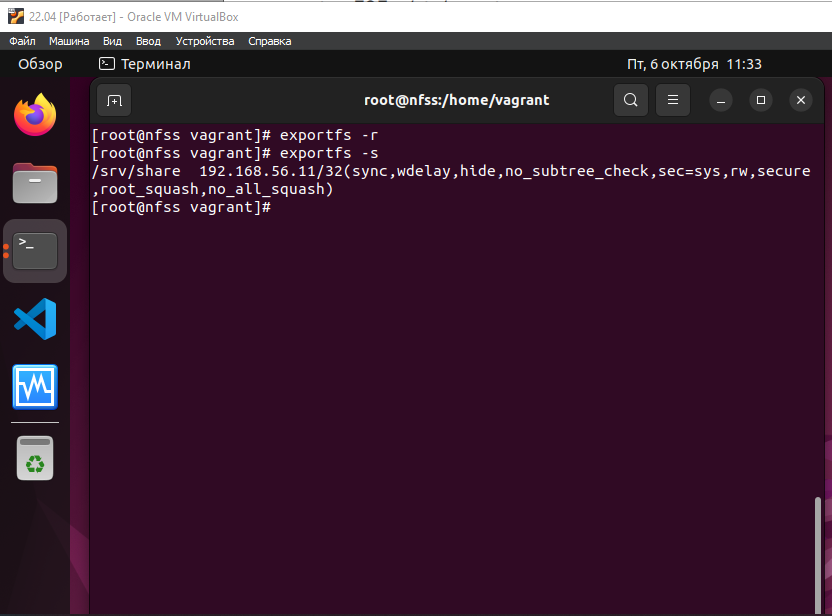 22.04 [Работает] - Oracle VM VirtualBox
Файл Машина Вид Ввод Устройства Справка
Обзор Терминал Пт, 6 октября 11:33
root@nfss:/home/vagrant
[root@nfss vagrant]# exportfs -r
[root@nfss vagrant]# exportfs -s
/srv/share  192.168.56.11/32(sync,wdelay,hide,no_subtree_check,sec=sys,rw,secure
,root_squash,no_all_squash)
[root@nfss vagrant]#